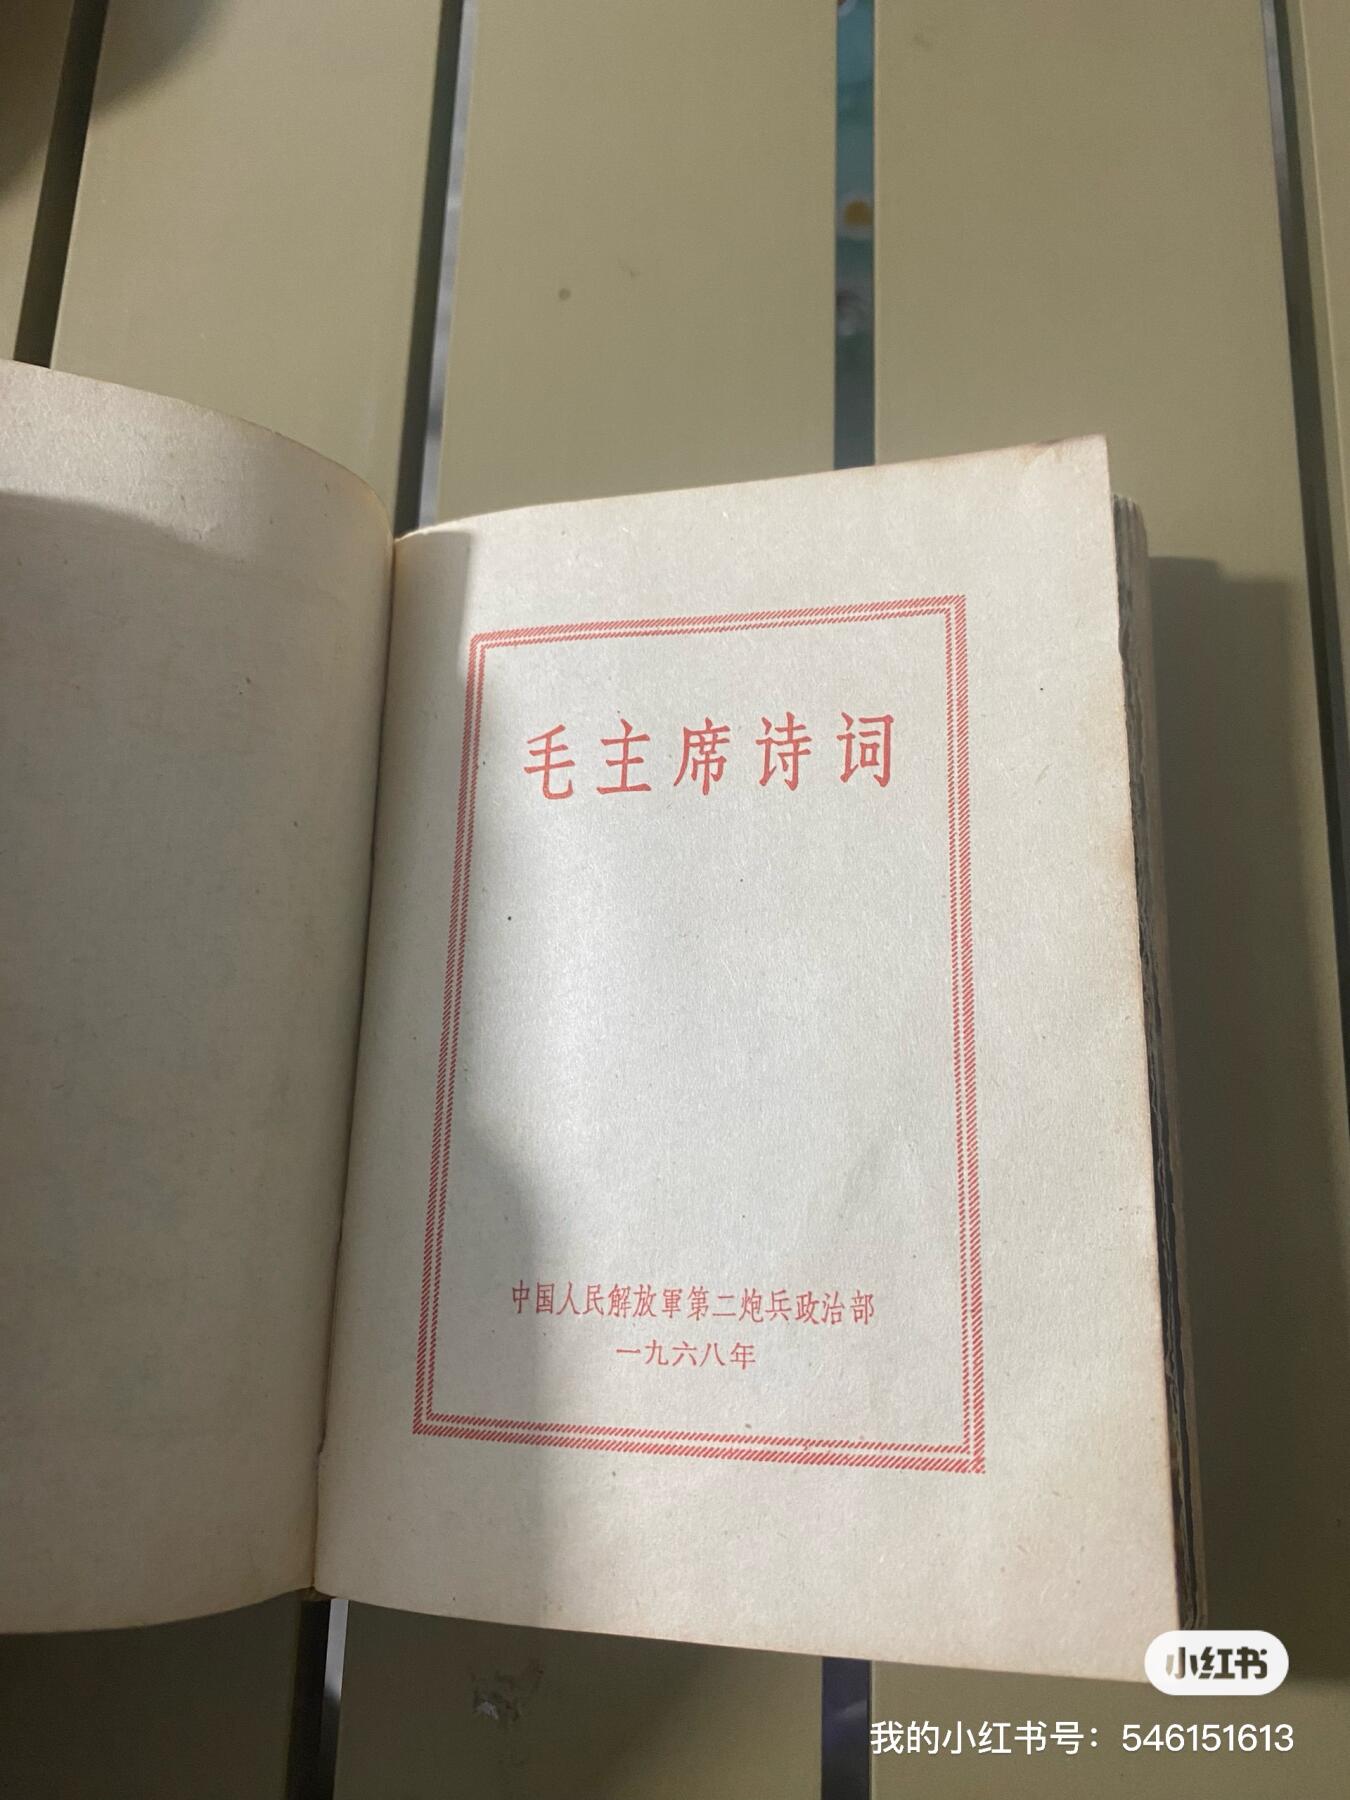 毛主席诗词
中国人民解放軍第二炮兵政治部
一九六八年
小红书
我的小红书号：546151613